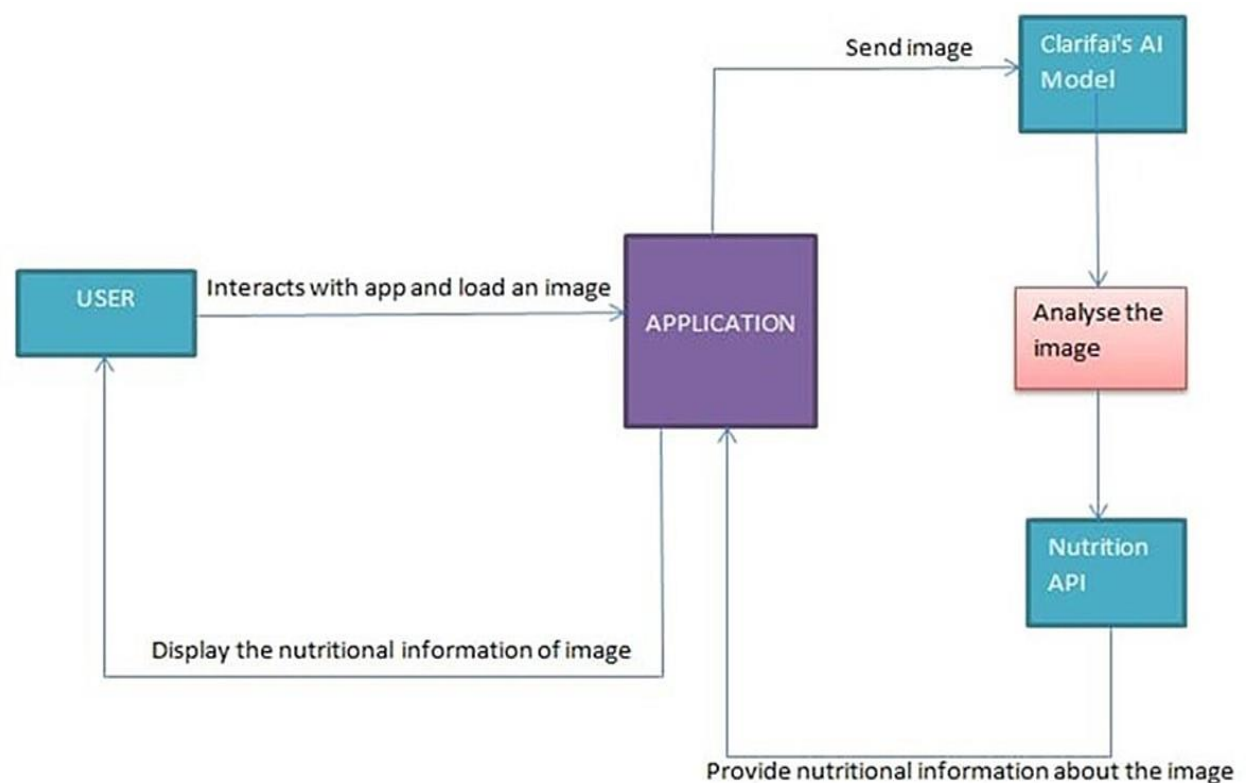 Send image
Clarifai's AI
Model
USER
Interacts with app and load an image
APPLICATION
Analyse the
image
Nutrition
API
Display the nutritional information of image
Provide nutritional information about the image